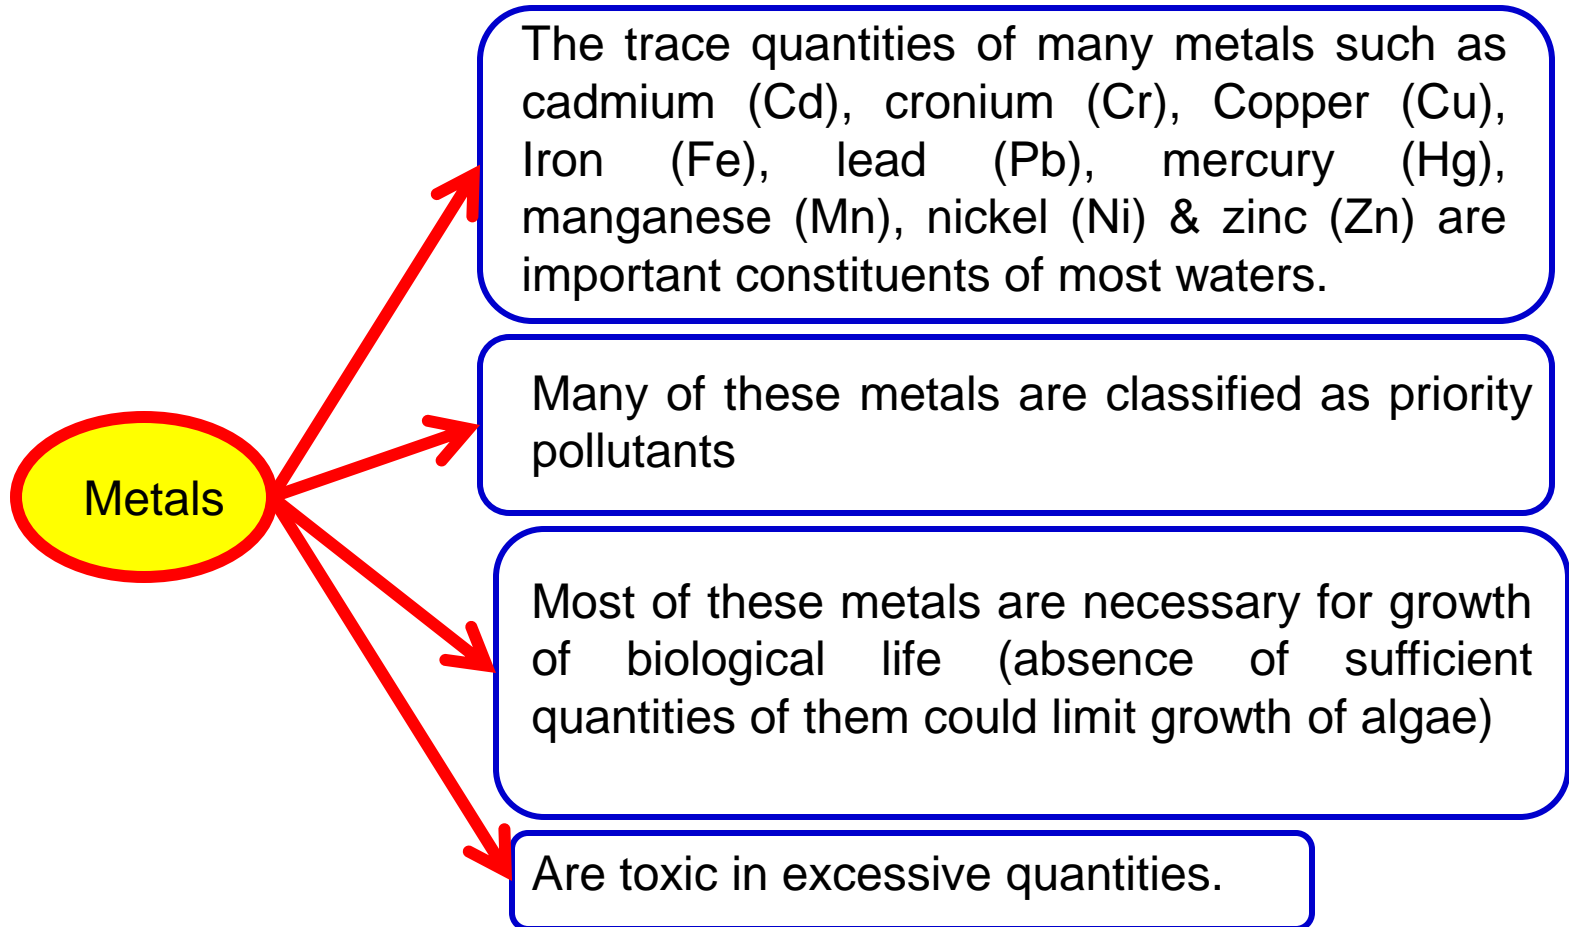 The trace quantities of many metals such as
cadmium (Cd), cronium (Cr), Copper (Cu),
Iron (Fe), lead (Pb), mercury (Hg),
manganese (Mn), nickel (Ni) & zinc (Zn) are
important constituents of most waters.
Many of these metals are classified as priority
pollutants
Metals
Most of these metals are necessary for growth
of biological life (absence of sufficient
quantities of them could limit growth of algae)
Are toxic in excessive quantities.